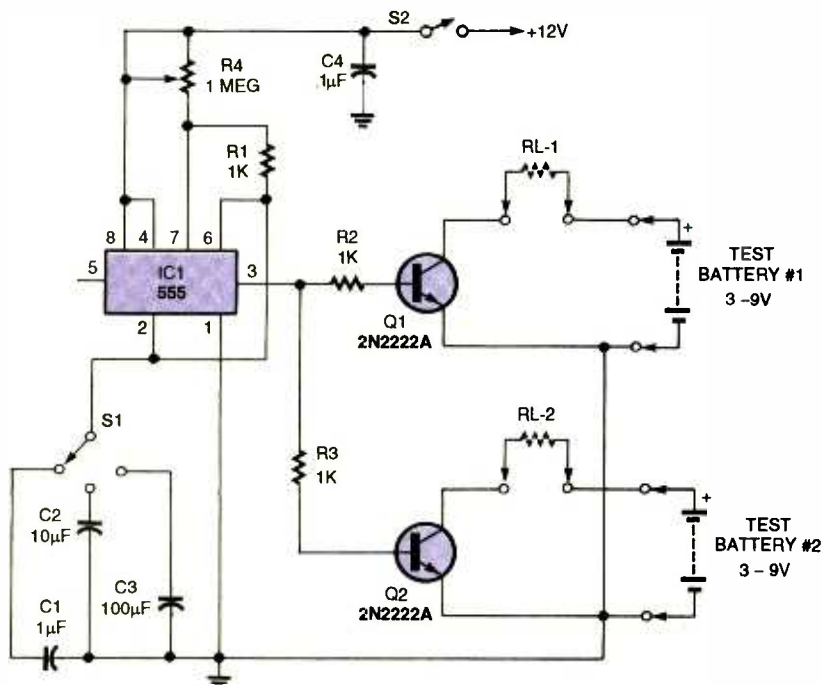 S2
+12V
R4
1 MEG
C4
1µF
R1
1K
RL-1
8
4
7
6
5
IC1
555
3
R2
1K
+
TEST
BATTERY #1
3 –9V
2
1
Q1
2N2222A
S1
R3
1K
RL-2
+
C2
10µF
TEST
BATTERY #2
3 – 9V
C3
100µF
Q2
2N2222A
C1
1µF